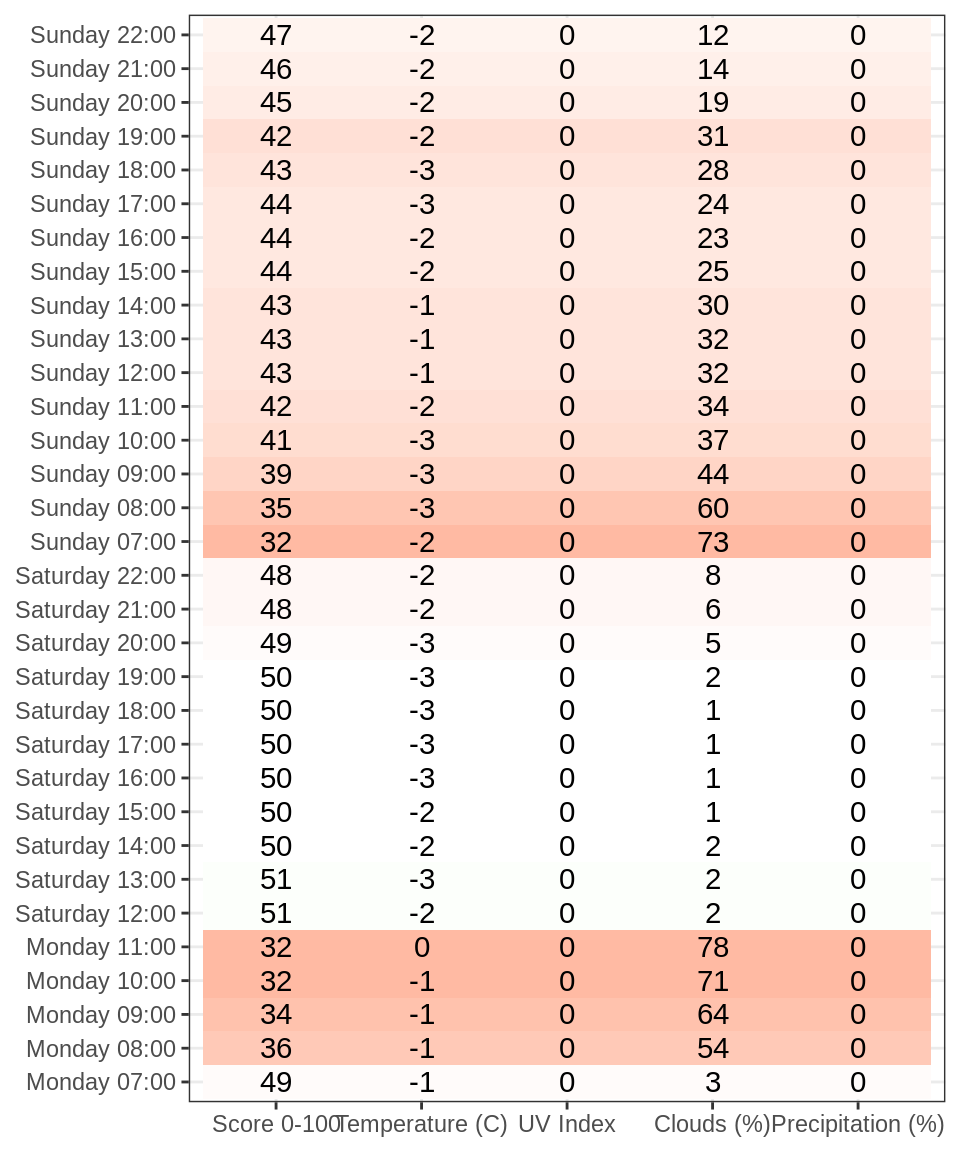 Sunday 22:00 47 -2 0 12 0
Sunday 21:00 46 -2 0 14 0
Sunday 20:00 45 -2 0 19 0
Sunday 19:00 42 -2 0 31 0
Sunday 18:00 43 -3 0 28 0
Sunday 17:00 44 -3 0 24 0
Sunday 16:00 44 -2 0 23 0
Sunday 15:00 44 -2 0 25 0
Sunday 14:00 43 -1 0 30 0
Sunday 13:00 43 -1 0 32 0
Sunday 12:00 43 -1 0 32 0
Sunday 11:00 42 -2 0 34 0
Sunday 10:00 41 -3 0 37 0
Sunday 09:00 39 -3 0 44 0
Sunday 08:00 35 -3 0 60 0
Sunday 07:00 32 -2 0 73 0
Saturday 22:00 48 -2 0 8 0
Saturday 21:00 48 -2 0 6 0
Saturday 20:00 49 -3 0 5 0
Saturday 19:00 50 -3 0 2 0
Saturday 18:00 50 -3 0 1 0
Saturday 17:00 50 -3 0 1 0
Saturday 16:00 50 -3 0 1 0
Saturday 15:00 50 -2 0 1 0
Saturday 14:00 50 -2 0 2 0
Saturday 13:00 51 -3 0 2 0
Saturday 12:00 51 -2 0 2 0
Monday 11:00 32 0 0 78 0
Monday 10:00 32 -1 0 71 0
Monday 09:00 34 -1 0 64 0
Monday 08:00 36 -1 0 54 0
Monday 07:00 49 -1 0 3 0
Score 0-100 Temperature (C) UV Index Clouds (%) Precipitation (%)